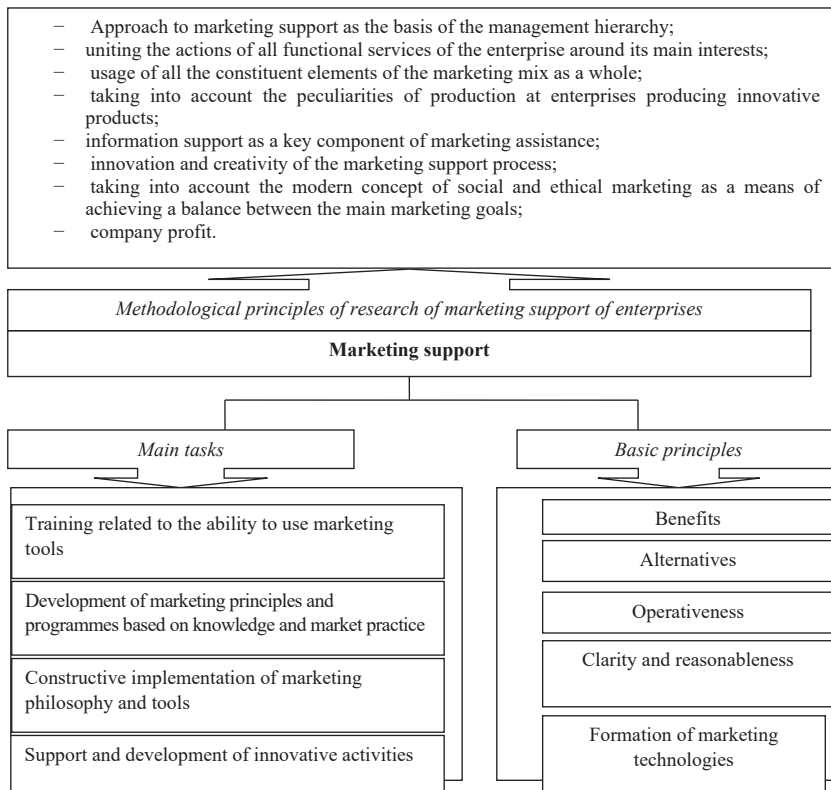 – Approach to marketing support as the basis of the management hierarchy;
– uniting the actions of all functional services of the enterprise around its main interests;
– usage of all the constituent elements of the marketing mix as a whole;
– taking into account the peculiarities of production at enterprises producing innovative
products;
– information support as a key component of marketing assistance;
– innovation and creativity of the marketing support process;
– taking into account the modern concept of social and ethical marketing as a means of
achieving a balance between the main marketing goals;
– company profit.
Methodological principles of research of marketing support of enterprises
Marketing support
Main tasks
Training related to the ability to use marketing
tools
Development of marketing principles and
programmes based on knowledge and market practice
Constructive implementation of marketing
philosophy and tools
Support and development of innovative activities
Basic principles
Benefits
Alternatives
Operativeness
Clarity and reasonableness
Formation of marketing
technologies